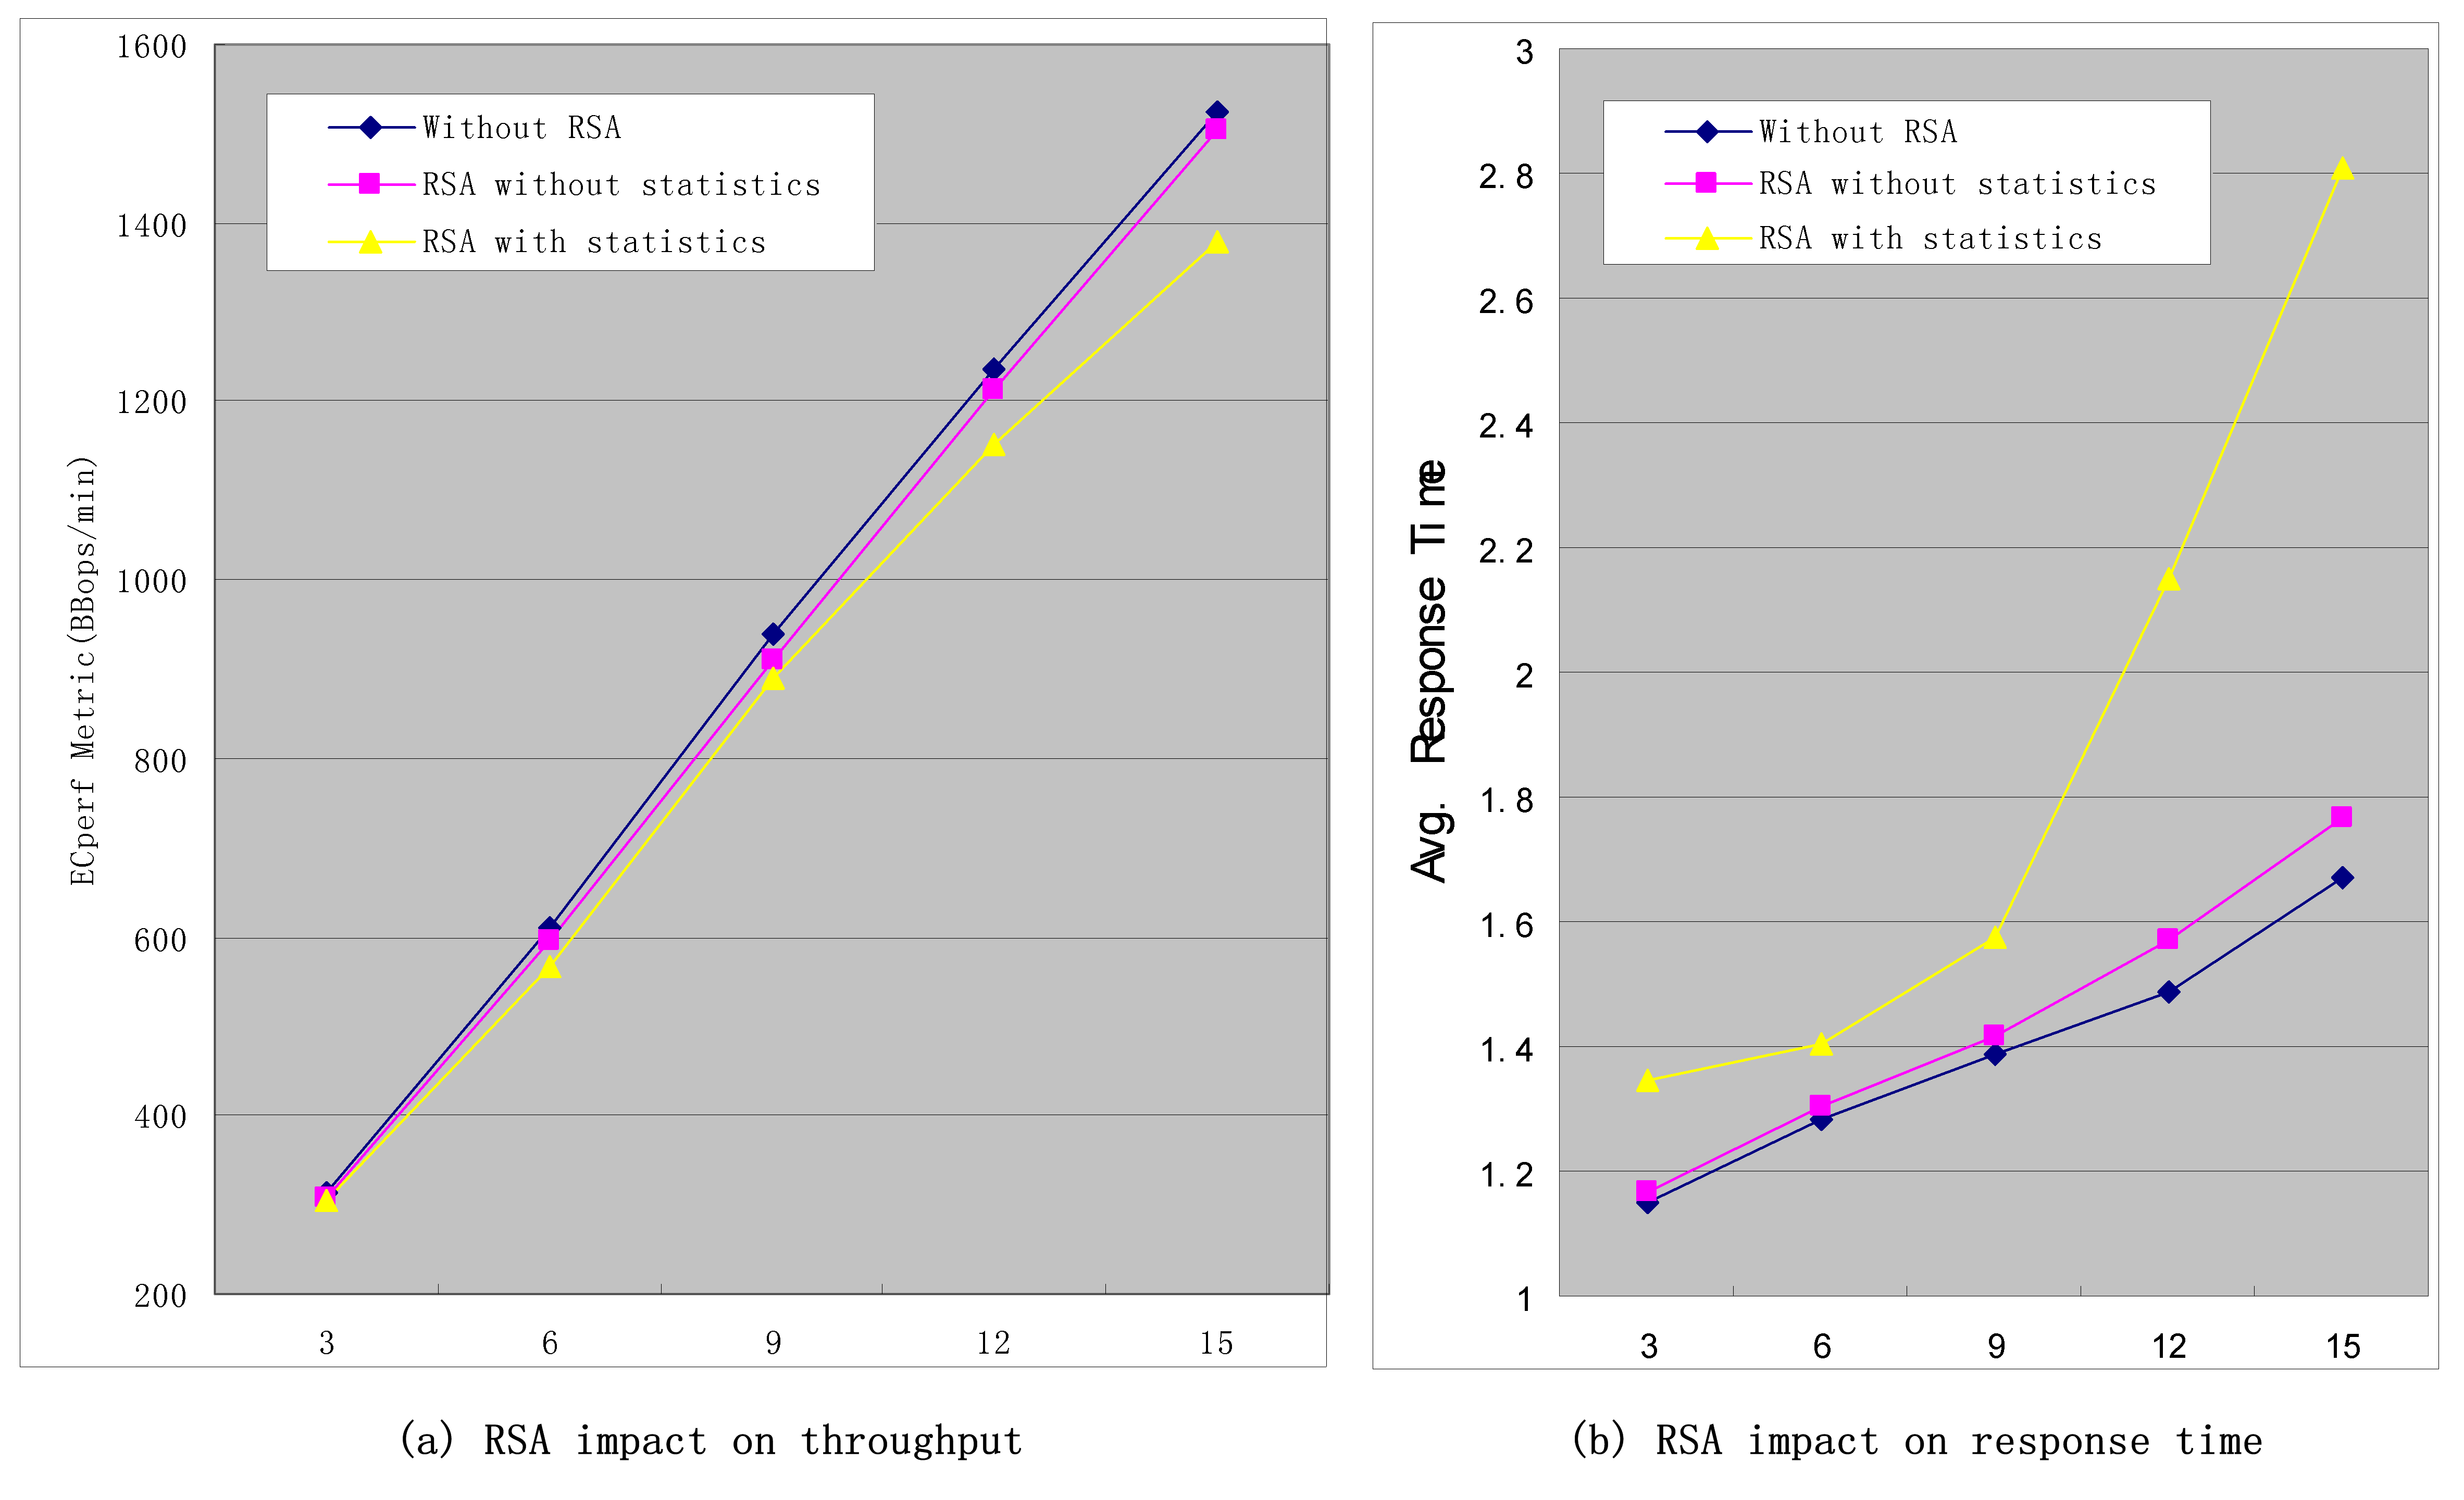 1600
1400
1200
1000
800
600
400
200
ECperf Metric(BBops/min)
Without RSA
RSA without statistics
RSA with statistics
3 6 9 12 15
(a) RSA impact on throughput
3
2.8
2.6
2.4
2.2
2
1.8
1.6
1.4
1.2
1
Avg. Response Time
Without RSA
RSA without statistics
RSA with statistics
3 6 9 12 15
(b) RSA impact on response time